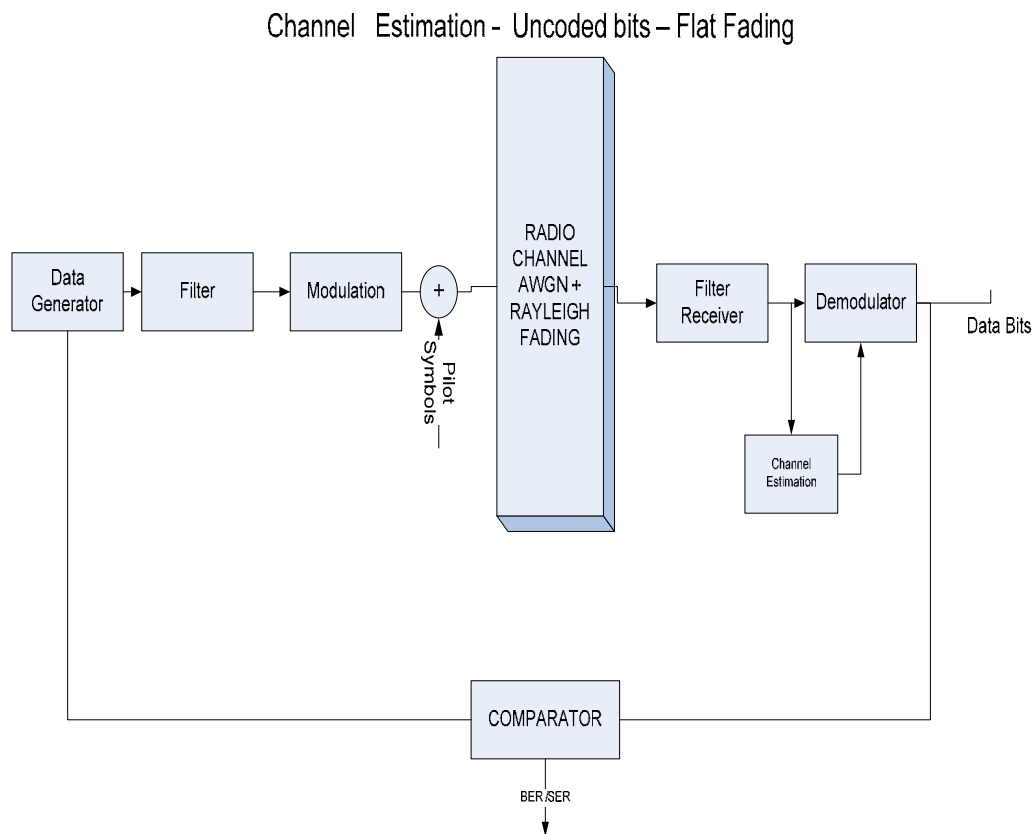 Channel Estimation - Uncoded bits – Flat Fading
Data
Generator
Filter
Modulation
+
Pilot
Symbols
RADIO
CHANNEL
AWGN +
RAYLEIGH
FADING
Filter
Receiver
Demodulator
Data Bits
Channel
Estimation
COMPARATOR
BER/SER